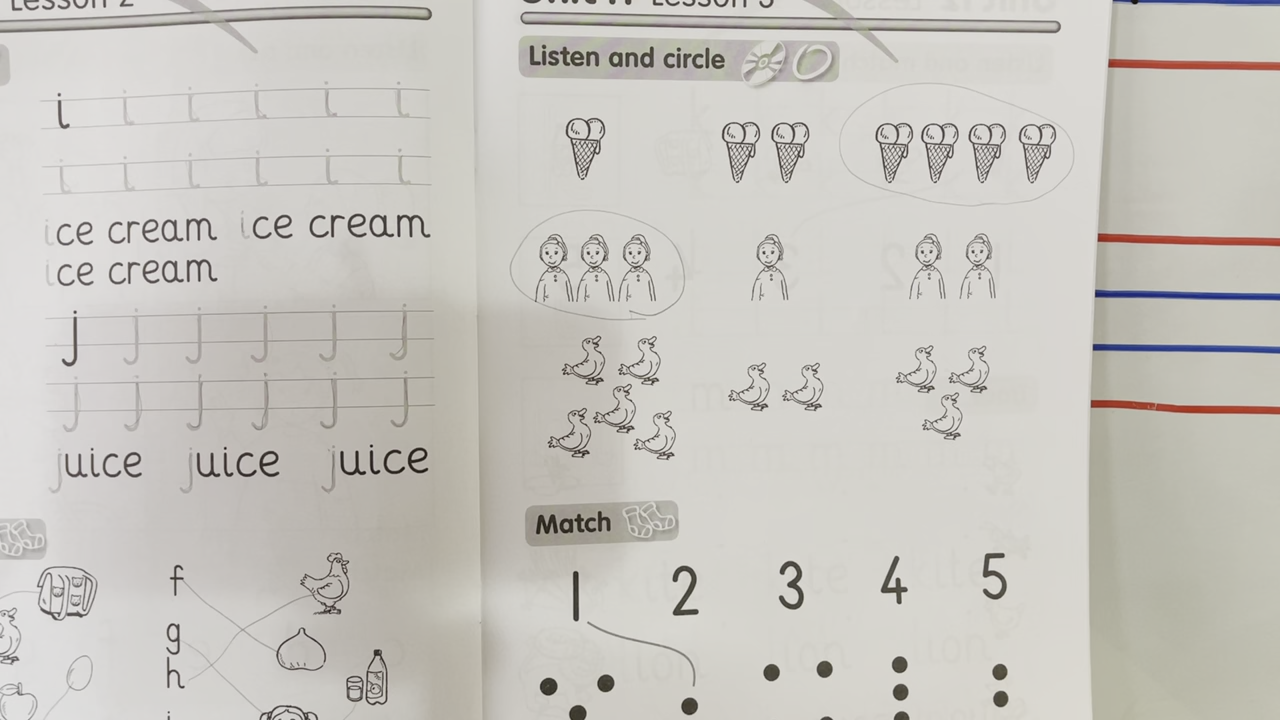 Lesson 2
i i i i i i
i i i i i i
ice cream ice cream
ice cream
j j j j j j
j j j j j j
juice juice juice
f
g
h
Lesson 3
Listen and circle
Match
1 2 3 4 5